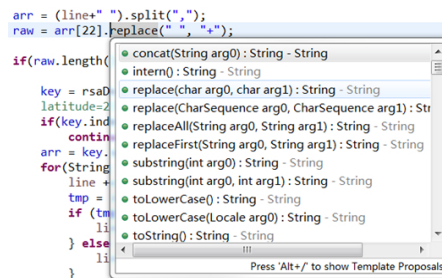 arr = (line+" ").split(",");
raw = arr[22].replace(" ", "+");
if(raw.length(
key = rsaD
latitude=2
if(key.ind
contin
arr = key.
for(String
line +
tmp =
if (tm
li
} else
li
}
concat(String arg0) : String - String
intern() : String - String
replace(char arg0, char arg1) : String - String
replace(CharSequence arg0, CharSequence arg1) : Str
replaceAll(String arg0, String arg1) : String - String
replaceFirst(String arg0, String arg1) : String - String
substring(int arg0) : String - String
substring(int arg0, int arg1) : String - String
toLowerCase() : String - String
toLowerCase(Locale arg0) : String - String
toString() : String - String
Press 'Alt+/' to show Template Proposals